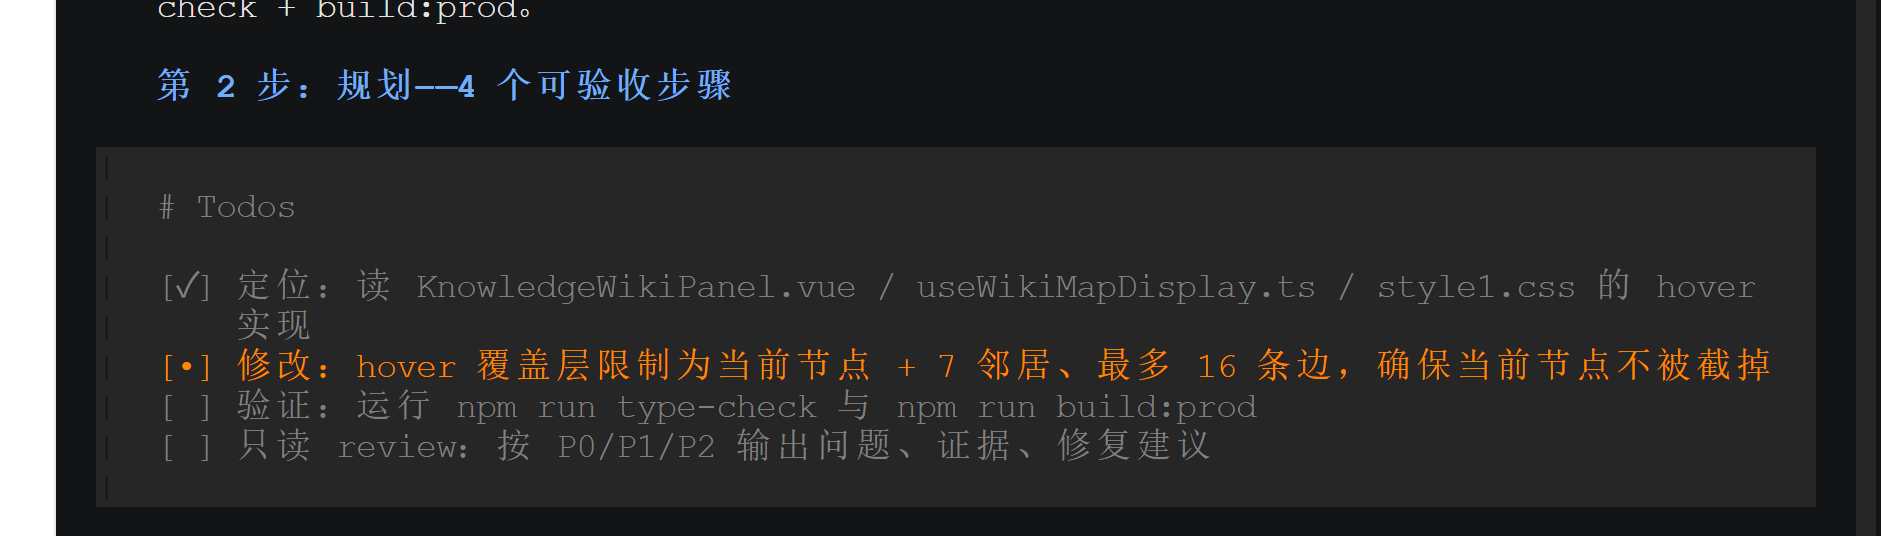 check + build:prod。
第 2 步：规划——4 个可验收步骤
# Todos
[✓] 定位：读 KnowledgeWikiPanel.vue / useWikiMapDisplay.ts / style1.css 的 hover
实现
[•] 修改：hover 覆盖层限制为当前节点 + 7 邻居、最多 16 条边，确保当前节点不被截掉
[ ] 验证：运行 npm run type-check 与 npm run build:prod
[ ] 只读 review：按 P0/P1/P2 输出问题、证据、修复建议